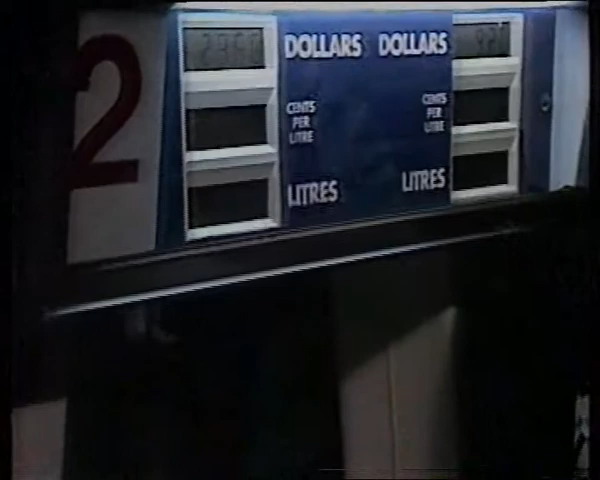 2
DOLLARS DOLLARS
CENTS CENTS
PER PER
LITRE LITRE
LITRES LITRES